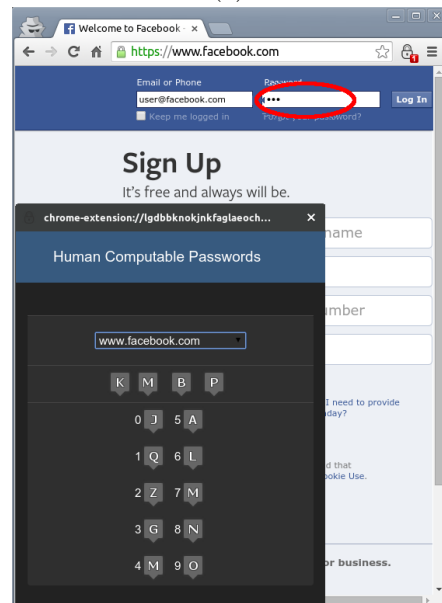 Welcome to Facebook -
https://www.facebook.com
Email or Phone
Password
user@facebook.com
Log In
Keep me logged in
Forgot your password?
Sign Up
It's free and always will be.
chrome-extension://lgdbbknokjnkfaglaeoch...
name
Human Computable Passwords
umber
www.facebook.com
K M B P
I need to provide
day?
0 J 5 A
1 Q 6 L
d that
ookie Use.
2 Z 7 M
3 G 8 N
or business.
4 M 9 O